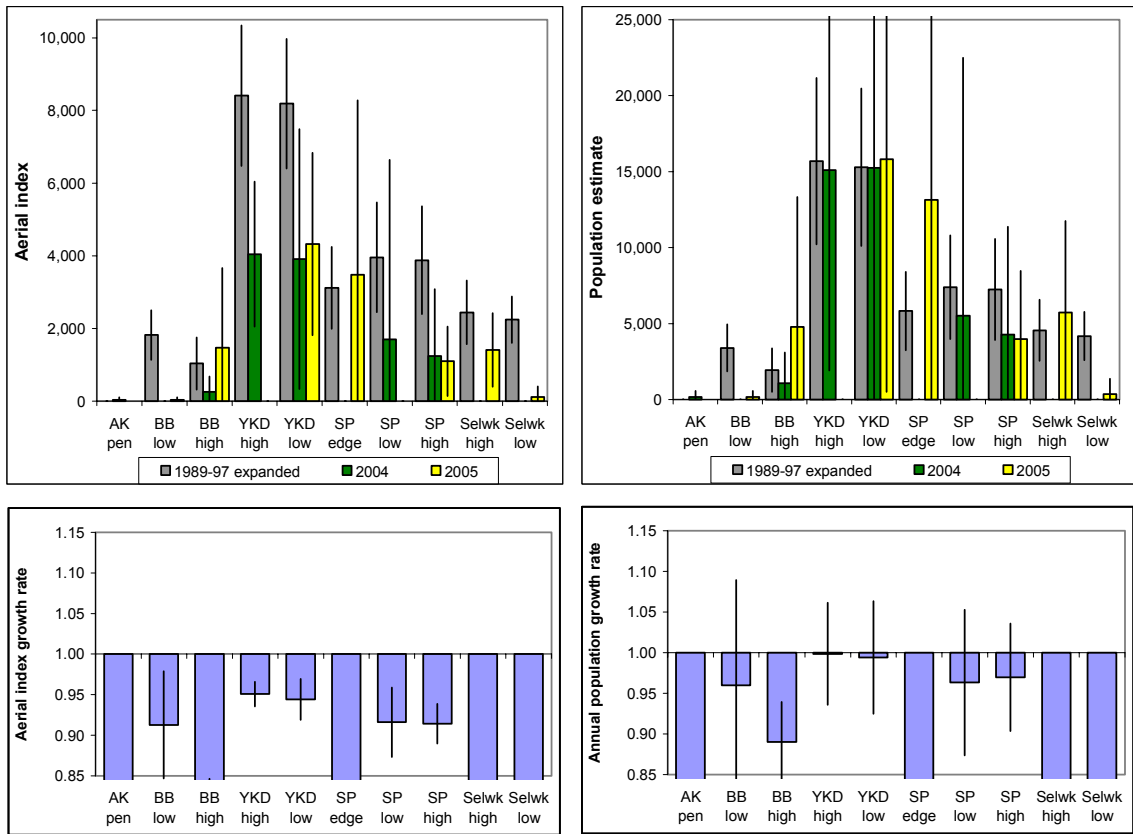 10,000
8,000
6,000
4,000
2,000
0
Aerial index
AK pen
BB low
BB high
YKD high
YKD low
SP edge
SP low
SP high
Selwk high
Selwk low
1989-97 expanded 2004 2005
25,000
20,000
15,000
10,000
5,000
0
Population estimate
AK pen
BB low
BB high
YKD high
YKD low
SP edge
SP low
SP high
Selwk high
Selwk low
1989-97 expanded 2004 2005
1.15
1.10
1.05
1.00
0.95
0.90
0.85
Aerial index growth rate
AK pen
BB low
BB high
YKD high
YKD low
SP edge
SP low
SP high
Selwk high
Selwk low
1.15
1.10
1.05
1.00
0.95
0.90
0.85
Annual population growth rate
AK pen
BB low
BB high
YKD high
YKD low
SP edge
SP low
SP high
Selwk high
Selwk low